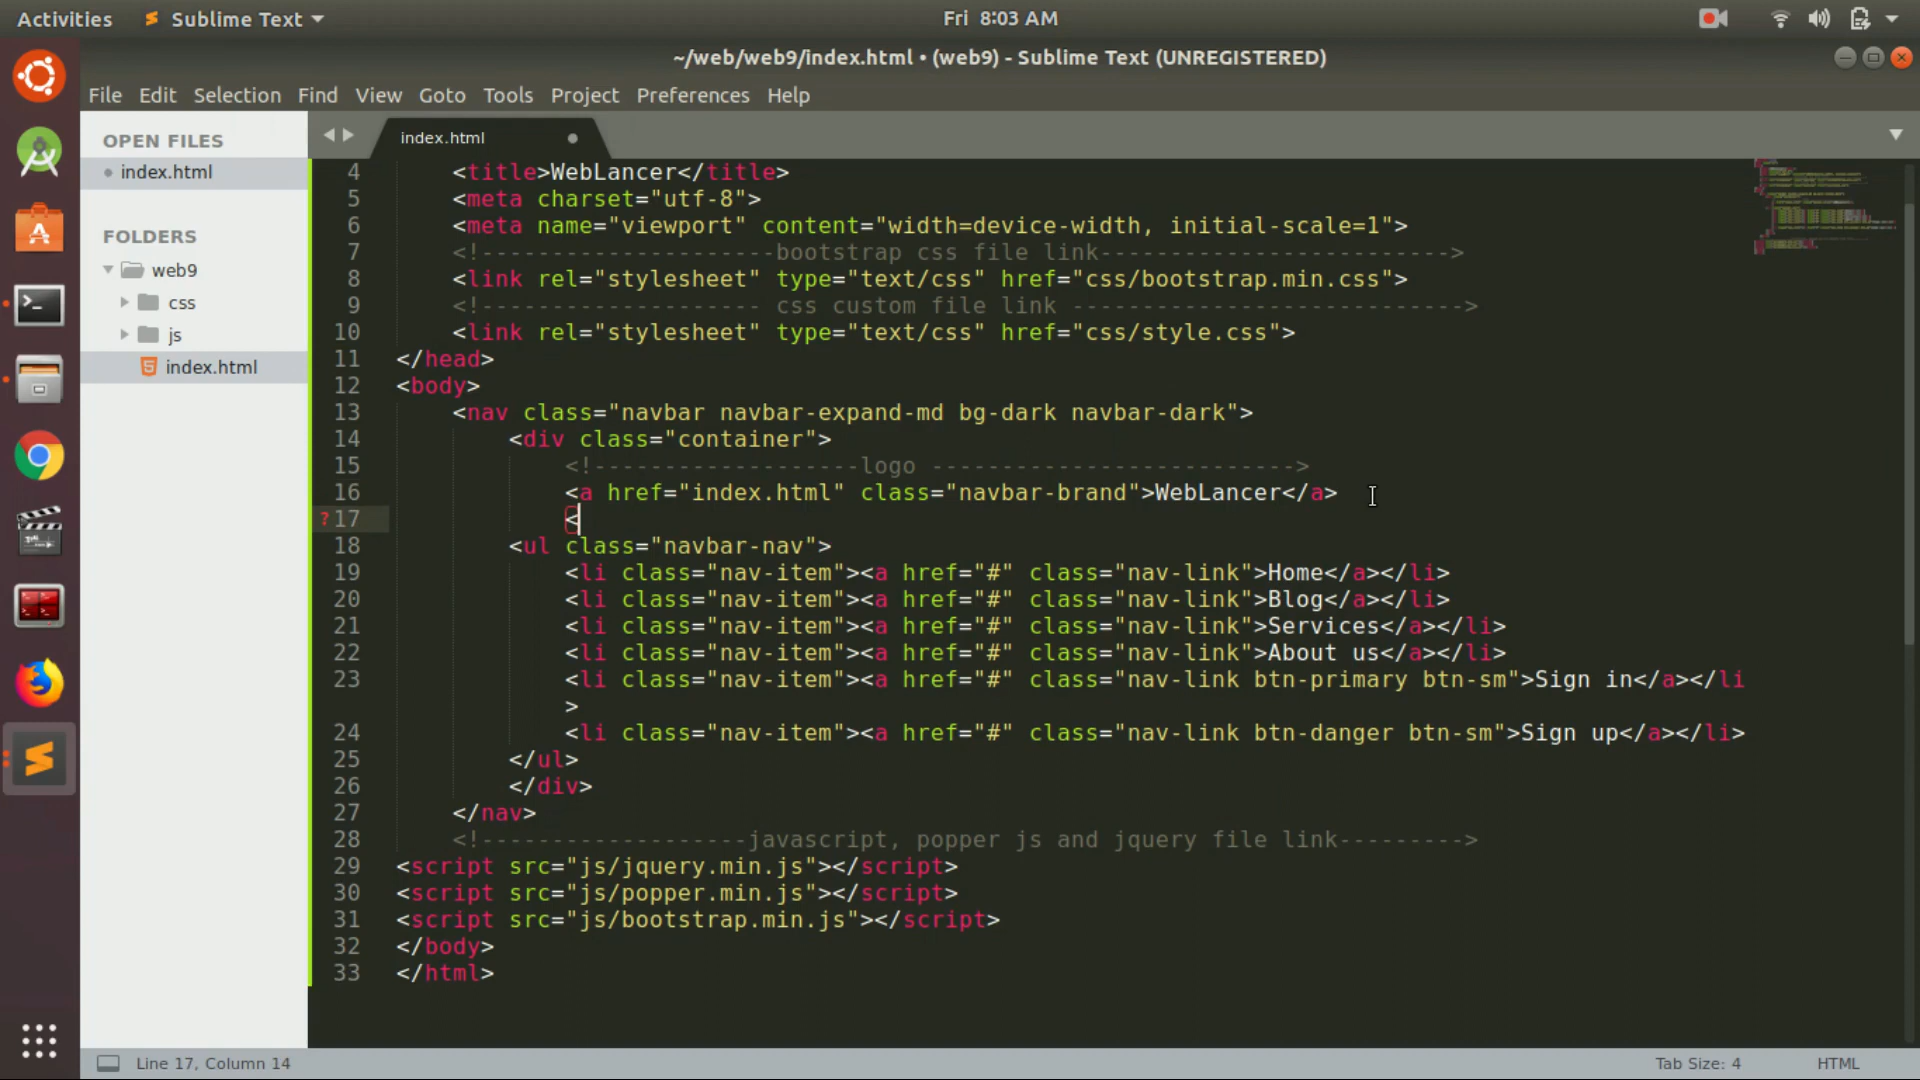 Activities
Sublime Text
Fri 8:03 AM
~/web/web9/index.html • (web9) - Sublime Text (UNREGISTERED)
File Edit Selection Find View Goto Tools Project Preferences Help
OPEN FILES
index.html
FOLDERS
web9
css
js
index.html
index.html
4 <title>WebLancer</title>
5 <meta charset="utf-8">
6 <meta name="viewport" content="width=device-width, initial-scale=1">
7 <!---------------------bootstrap css file link------------------------->
8 <link rel="stylesheet" type="text/css" href="css/bootstrap.min.css">
9 <!-------------------- css custom file link ---------------------------->
10 <link rel="stylesheet" type="text/css" href="css/style.css">
11 </head>
12 <body>
13 <nav class="navbar navbar-expand-md bg-dark navbar-dark">
14 <div class="container">
15 <!-------------------logo -------------------------->
16 <a href="index.html" class="navbar-brand">WebLancer</a>
?17 <
18 <ul class="navbar-nav">
19 <li class="nav-item"><a href="#" class="nav-link">Home</a></li>
20 <li class="nav-item"><a href="#" class="nav-link">Blog</a></li>
21 <li class="nav-item"><a href="#" class="nav-link">Services</a></li>
22 <li class="nav-item"><a href="#" class="nav-link">About us</a></li>
23 <li class="nav-item"><a href="#" class="nav-link btn-primary btn-sm">Sign in</a></li
>
24 <li class="nav-item"><a href="#" class="nav-link btn-danger btn-sm">Sign up</a></li>
25 </ul>
26 </div>
27 </nav>
28 <!-------------------javascript, popper js and jquery file link--------->
29 <script src="js/jquery.min.js"></script>
30 <script src="js/popper.min.js"></script>
31 <script src="js/bootstrap.min.js"></script>
32 </body>
33 </html>
Line 17, Column 14
Tab Size: 4
HTML